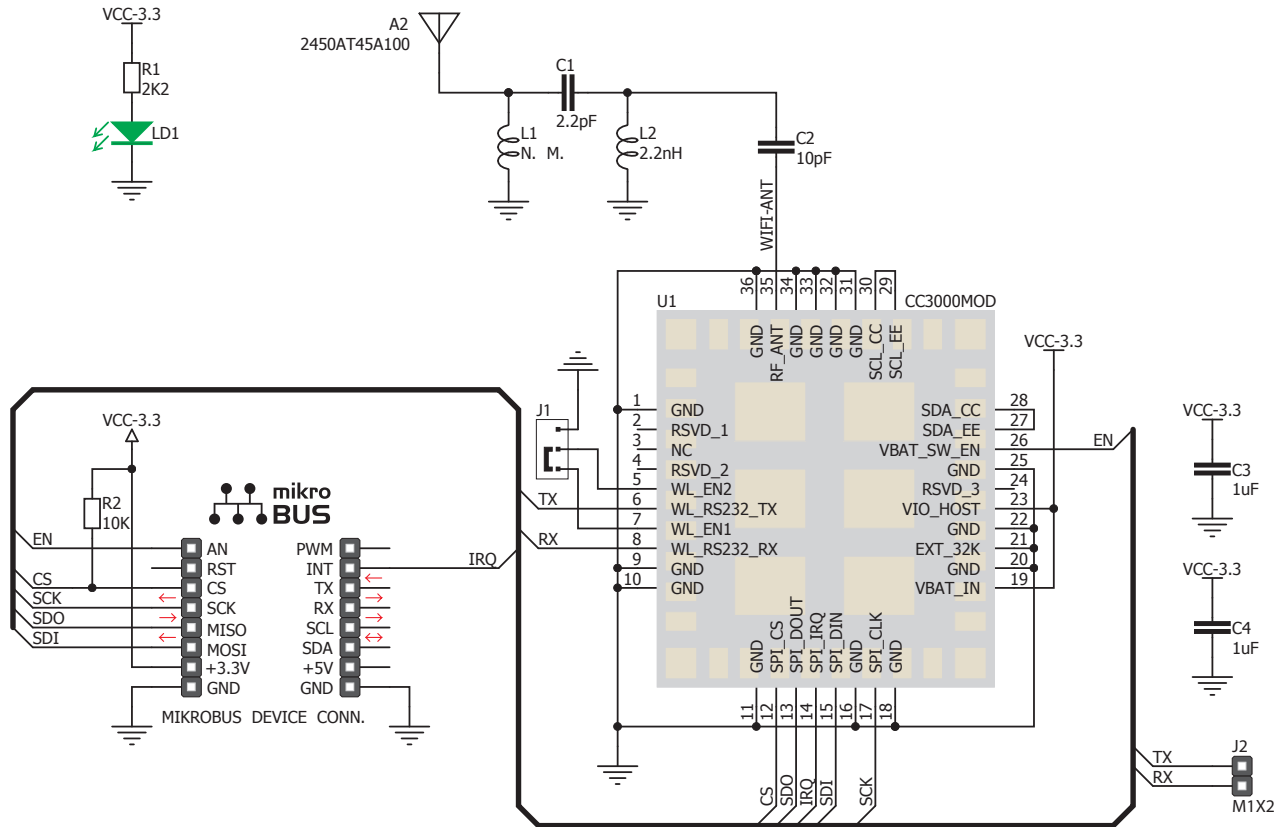 VCC-3.3
R1
2K2
LD1
A2
2450AT45A100
C1
2.2pF
L1
N. M.
L2
2.2nH
C2
10pF
WIFI-ANT
U1
CC3000MOD
36
35
34
33
32
31
30
29
GND
RF_ANT
GND
GND
GND
GND
SCL_CC
SCL_EE
1
GND
2
RSVD_1
3
NC
4
RSVD_2
5
WL_EN2
6
WL_RS232_TX
7
WL_EN1
8
WL_RS232_RX
9
GND
10
GND
SDA_CC
28
SDA_EE
27
VBAT_SW_EN
26
GND
25
RSVD_3
24
VIO_HOST
23
GND
22
EXT_32K
21
GND
20
VBAT_IN
19
GND
SPI_CS
SPI_DOUT
SPI_IRQ
SPI_DIN
GND
SPI_CLK
GND
11
12
13
14
15
16
17
18
CS
SDO
IRQ
SDI
SCK
J1
TX
RX
EN
VCC-3.3
VCC-3.3
C3
1uF
VCC-3.3
C4
1uF
TX
RX
J2
M1X2
VCC-3.3
R2
10K
mikro
BUS
EN
CS
SCK
SDO
SDI
AN
RST
CS
SCK
MISO
MOSI
+3.3V
GND
PWM
INT
TX
RX
SCL
SDA
+5V
GND
IRQ
MIKROBUS DEVICE CONN.